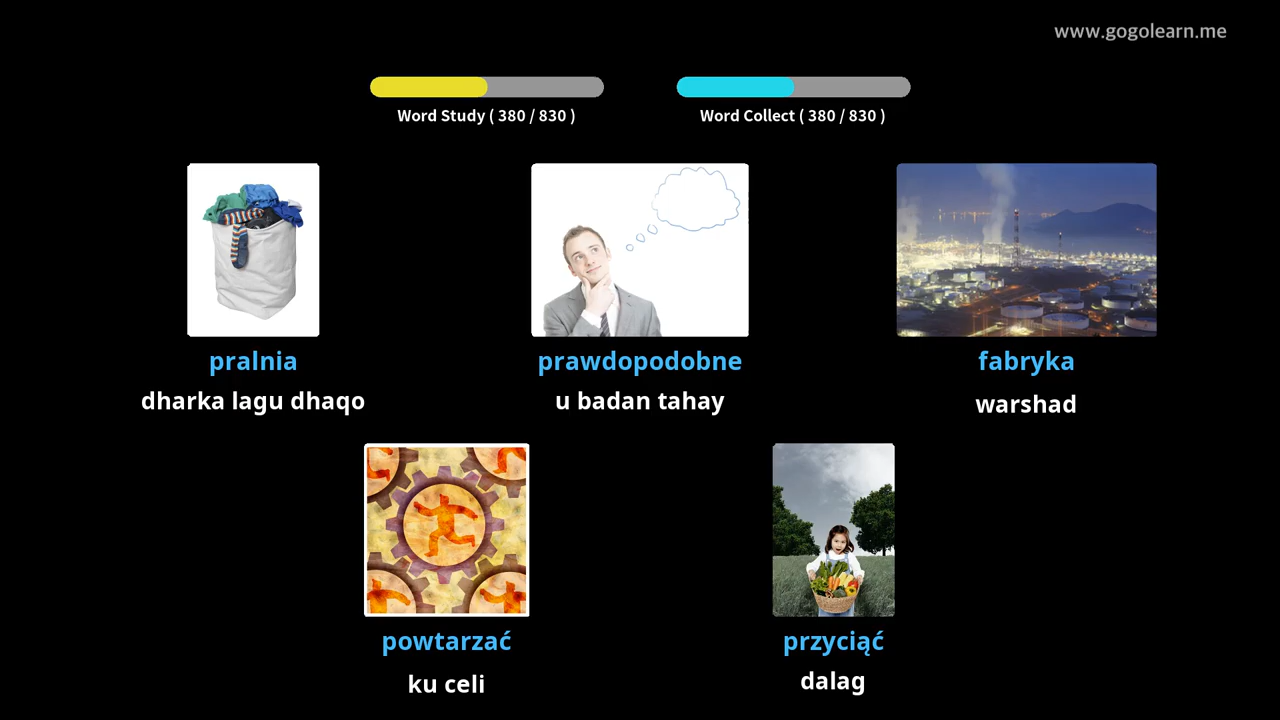 www.gogolearn.me
Word Study ( 380 / 830 )
Word Collect ( 380 / 830 )
pralnia
dharka lagu dhaqo
prawdopodobne
u badan tahay
fabryka
warshad
powtarzać
ku celi
przyciąć
dalag